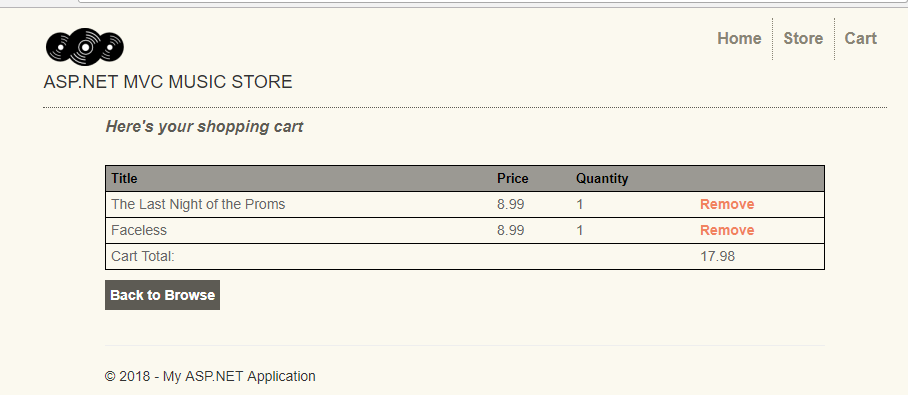 Home Store Cart
ASP.NET MVC MUSIC STORE
Here's your shopping cart
Title Price Quantity
The Last Night of the Proms 8.99 1 Remove
Faceless 8.99 1 Remove
Cart Total: 17.98
Back to Browse
© 2018 - My ASP.NET Application